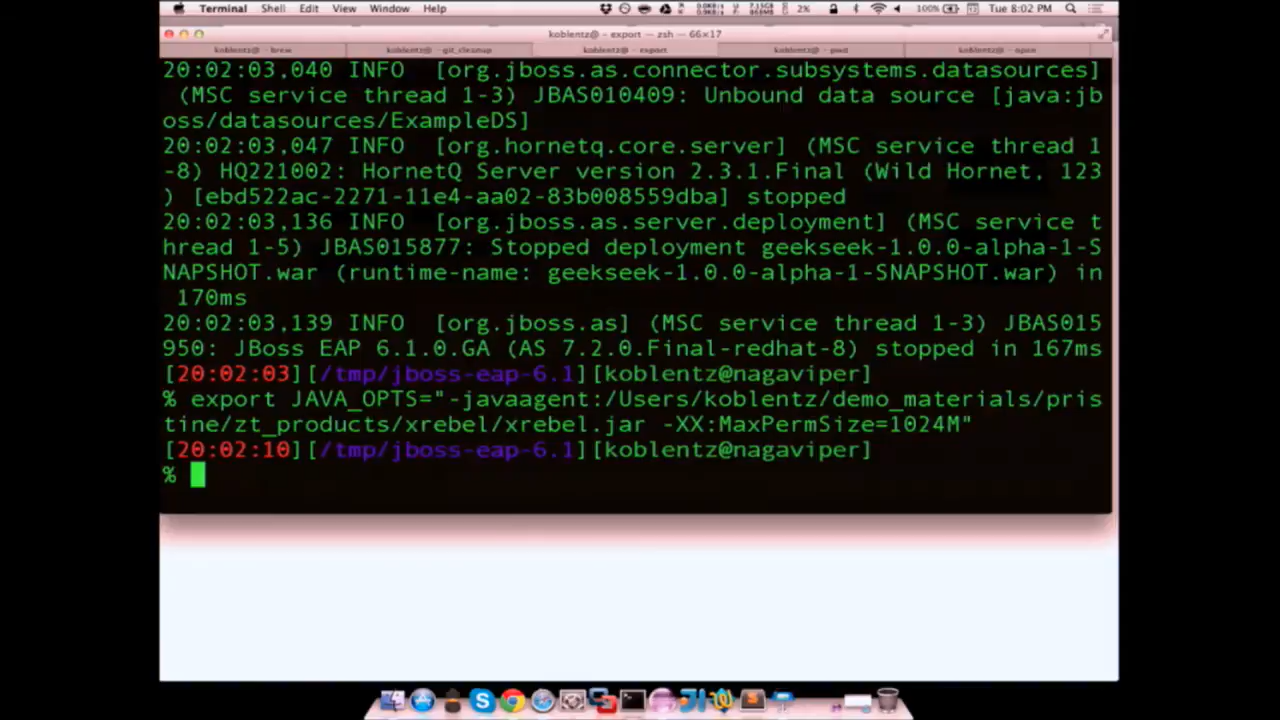 Terminal Shell Edit View Window Help 2% 100% Tue 8:02 PM
koblentz@ — export — zsh — 66×17
koblentz@ — brew koblentz@ — git_cleanup koblentz@ — export koblentz@ — pwd koblentz@ — open
20:02:03,040 INFO [org.jboss.as.connector.subsystems.datasources]
(MSC service thread 1-3) JBAS010409: Unbound data source [java:jb
oss/datasources/ExampleDS]
20:02:03,047 INFO [org.hornetq.core.server] (MSC service thread 1
-8) HQ221002: HornetQ Server version 2.3.1.Final (Wild Hornet, 123
) [ebd522ac-2271-11e4-aa02-83b008559dba] stopped
20:02:03,136 INFO [org.jboss.as.server.deployment] (MSC service t
hread 1-5) JBAS015877: Stopped deployment geekseek-1.0.0-alpha-1-S
NAPSHOT.war (runtime-name: geekseek-1.0.0-alpha-1-SNAPSHOT.war) in
170ms
20:02:03,139 INFO [org.jboss.as] (MSC service thread 1-3) JBAS015
950: JBoss EAP 6.1.0.GA (AS 7.2.0.Final-redhat-8) stopped in 167ms
[20:02:03][/tmp/jboss-eap-6.1][koblentz@nagaviper]
% export JAVA_OPTS="-javaagent:/Users/koblentz/demo_materials/pris
tine/zt_products/xrebel/xrebel.jar -XX:MaxPermSize=1024M"
[20:02:10][/tmp/jboss-eap-6.1][koblentz@nagaviper]
%